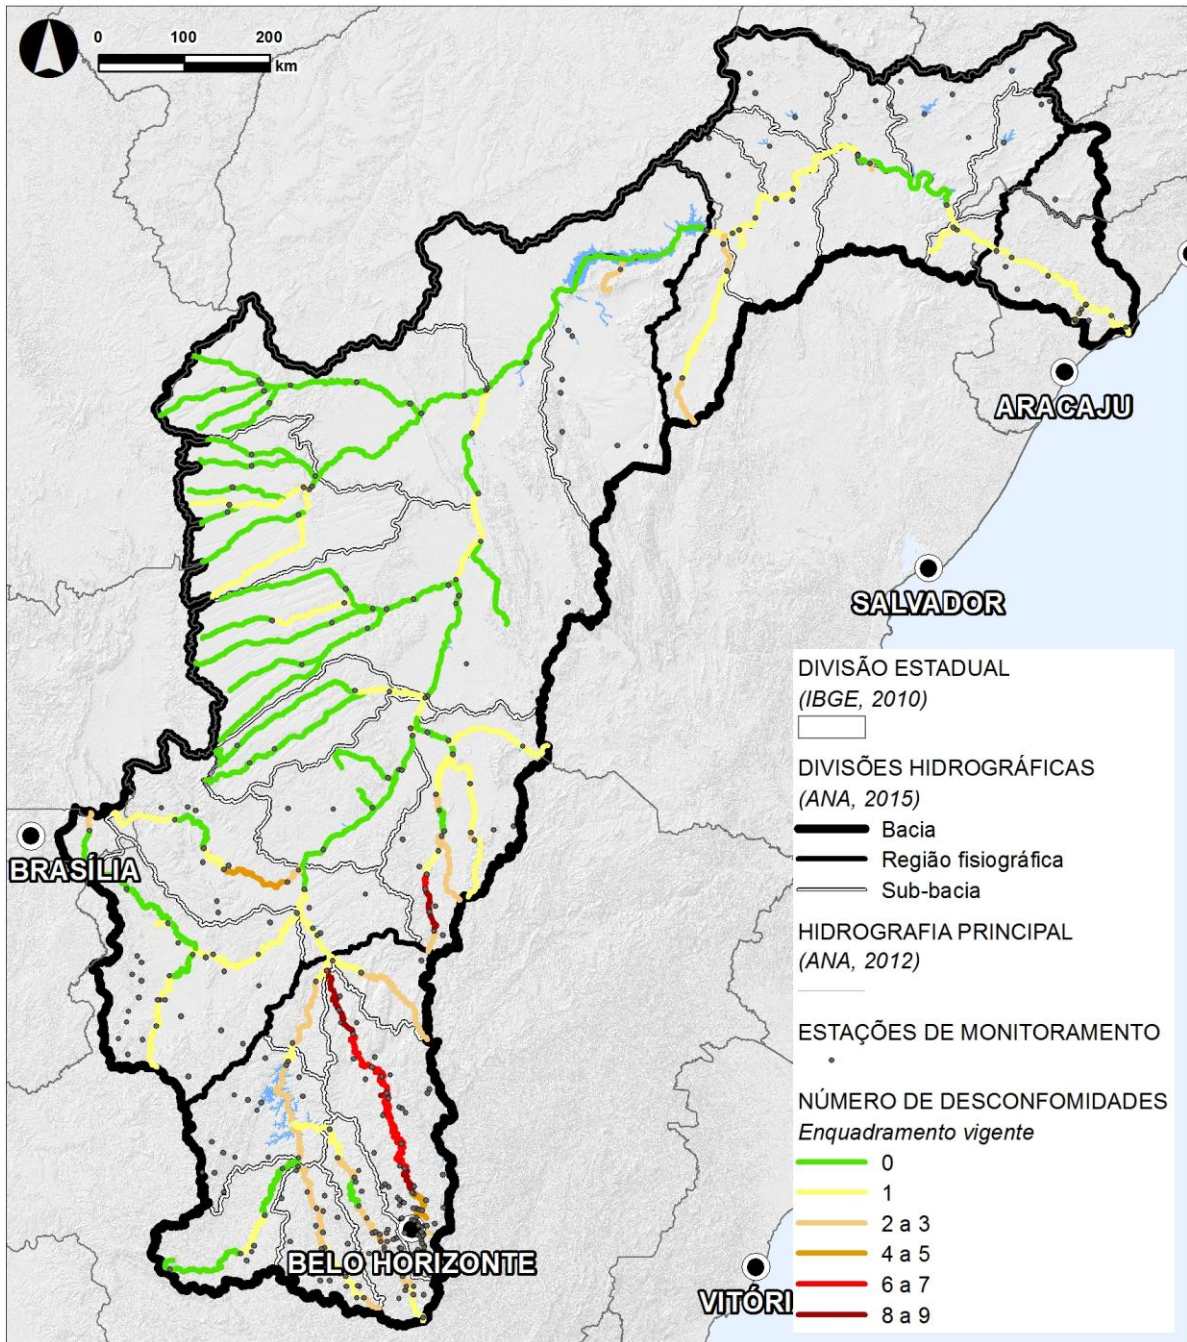 0 100 200
km
ARACAJU
SALVADOR
BRASÍLIA
BELO HORIZONTE
VITÓRI
DIVISÃO ESTADUAL
(IBGE, 2010)
DIVISÕES HIDROGRÁFICAS
(ANA, 2015)
Bacia
Região fisiográfica
Sub-bacia
HIDROGRAFIA PRINCIPAL
(ANA, 2012)
ESTAÇÕES DE MONITORAMENTO
NÚMERO DE DESCONFOMIDADES
Enquadramento vigente
0
1
2 a 3
4 a 5
6 a 7
8 a 9